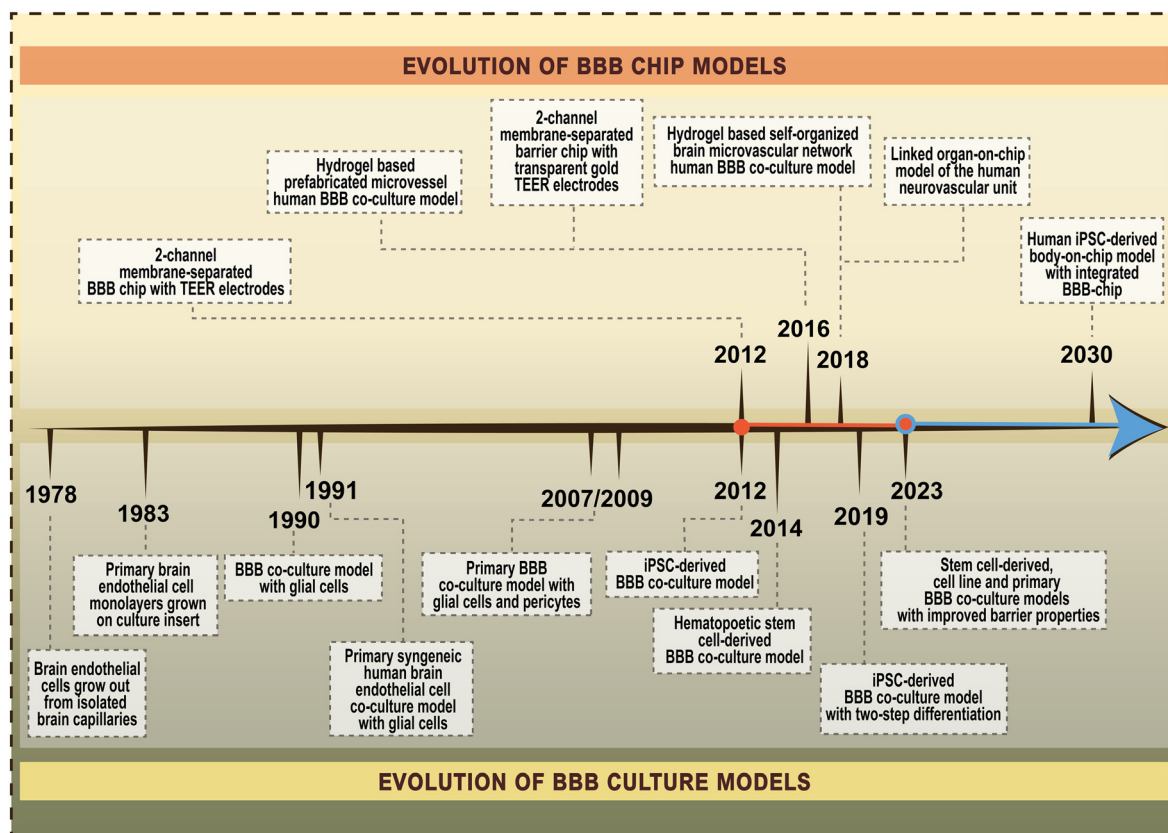 EVOLUTION OF BBB CHIP MODELS
2-channel
membrane-separated
BBB chip with TEER electrodes
Hydrogel based
prefabricated microvessel
human BBB co-culture model
2-channel
membrane-separated
barrier chip with
transparent gold
TEER electrodes
Hydrogel based self-organized
brain microvascular network
human BBB co-culture model
Linked organ-on-chip
model of the human
neurovascular unit
Human iPSC-derived
body-on-chip model
with integrated
BBB-chip
2012
2016
2018
2030
1978
1983
1990
1991
2007/2009
2012
2014
2019
2023
Brain endothelial
cells grow out
from isolated
brain capillaries
Primary brain
endothelial cell
monolayers grown
on culture insert
BBB co-culture model
with glial cells
Primary syngeneic
human brain
endothelial cell
co-culture model
with glial cells
Primary BBB
co-culture model with
glial cells and pericytes
iPSC-derived
BBB co-culture model
Hematopoetic stem
cell-derived
BBB co-culture model
iPSC-derived
BBB co-culture model
with two-step differentiation
Stem cell-derived,
cell line and primary
BBB co-culture models
with improved barrier properties
EVOLUTION OF BBB CULTURE MODELS